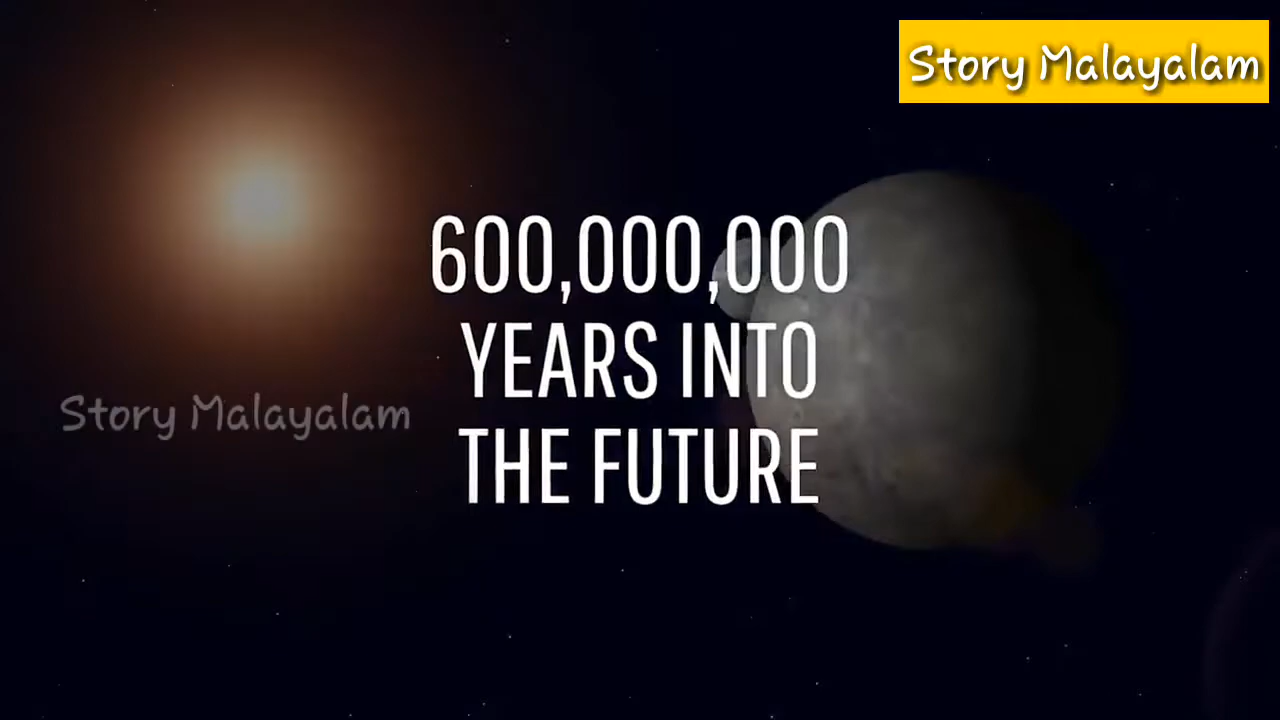 Story Malayalam
600,000,000
YEARS INTO
THE FUTURE
Story Malayalam